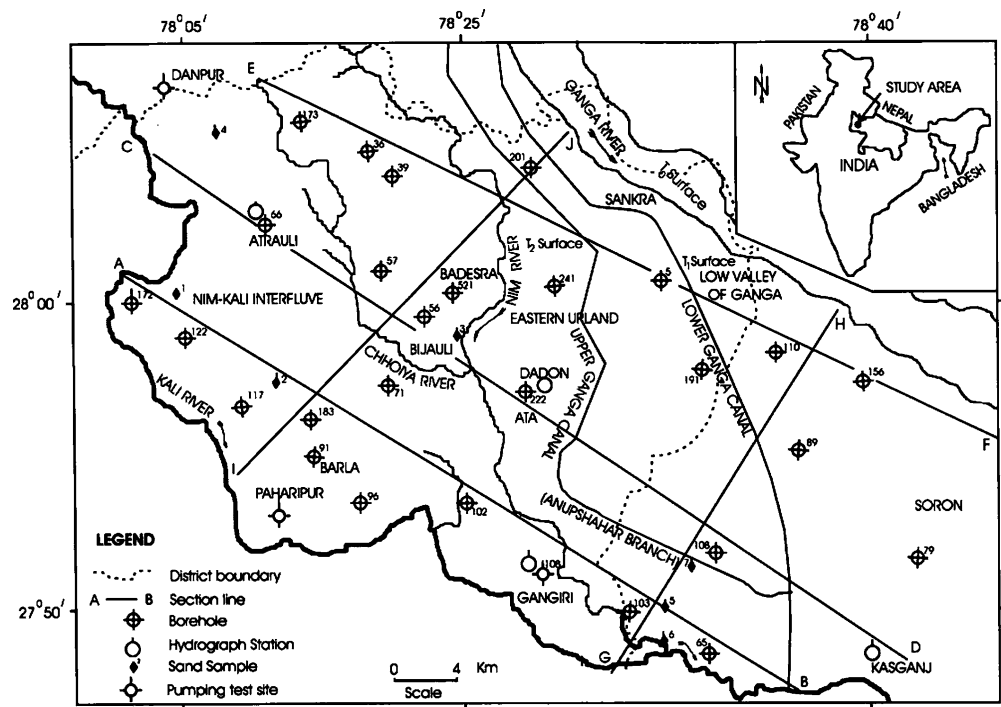 78°05'
78°25'
78°40'
28°00'
27°50'
DANPUR
E
173
4
36
39
C
201
J
GANGA RIVER
T0 Surface
SANKRA
66
ATRAULI
T2 Surface
T1 Surface
LOW VALLEY
OF GANGA
57
BADESRA
521
NIM RIVER
241
5
A
1
172
NIM-KALI INTERFLUVE
56
EASTERN UPLAND
H
122
3
BIJAULI
CHHOIYA RIVER
UPPER GANGA CANAL
LOWER GANGA CANAL
110
DADON
191
156
KALI RIVER
2
71
222
ATA
117
183
F
89
91
BARLA
I
PAHARIPUR
96
102
(ANUPSHAHAR BRANCH)
SORON
108
7
79
108
GANGIRI
103
5
6
65
G
B
D
KASGANJ
N
PAKISTAN
STUDY AREA
NEPAL
INDIA
BANGLADESH
LEGEND
District boundary
A B Section line
Borehole
Hydrograph Station
Sand Sample
Pumping test site
0 4 Km
Scale